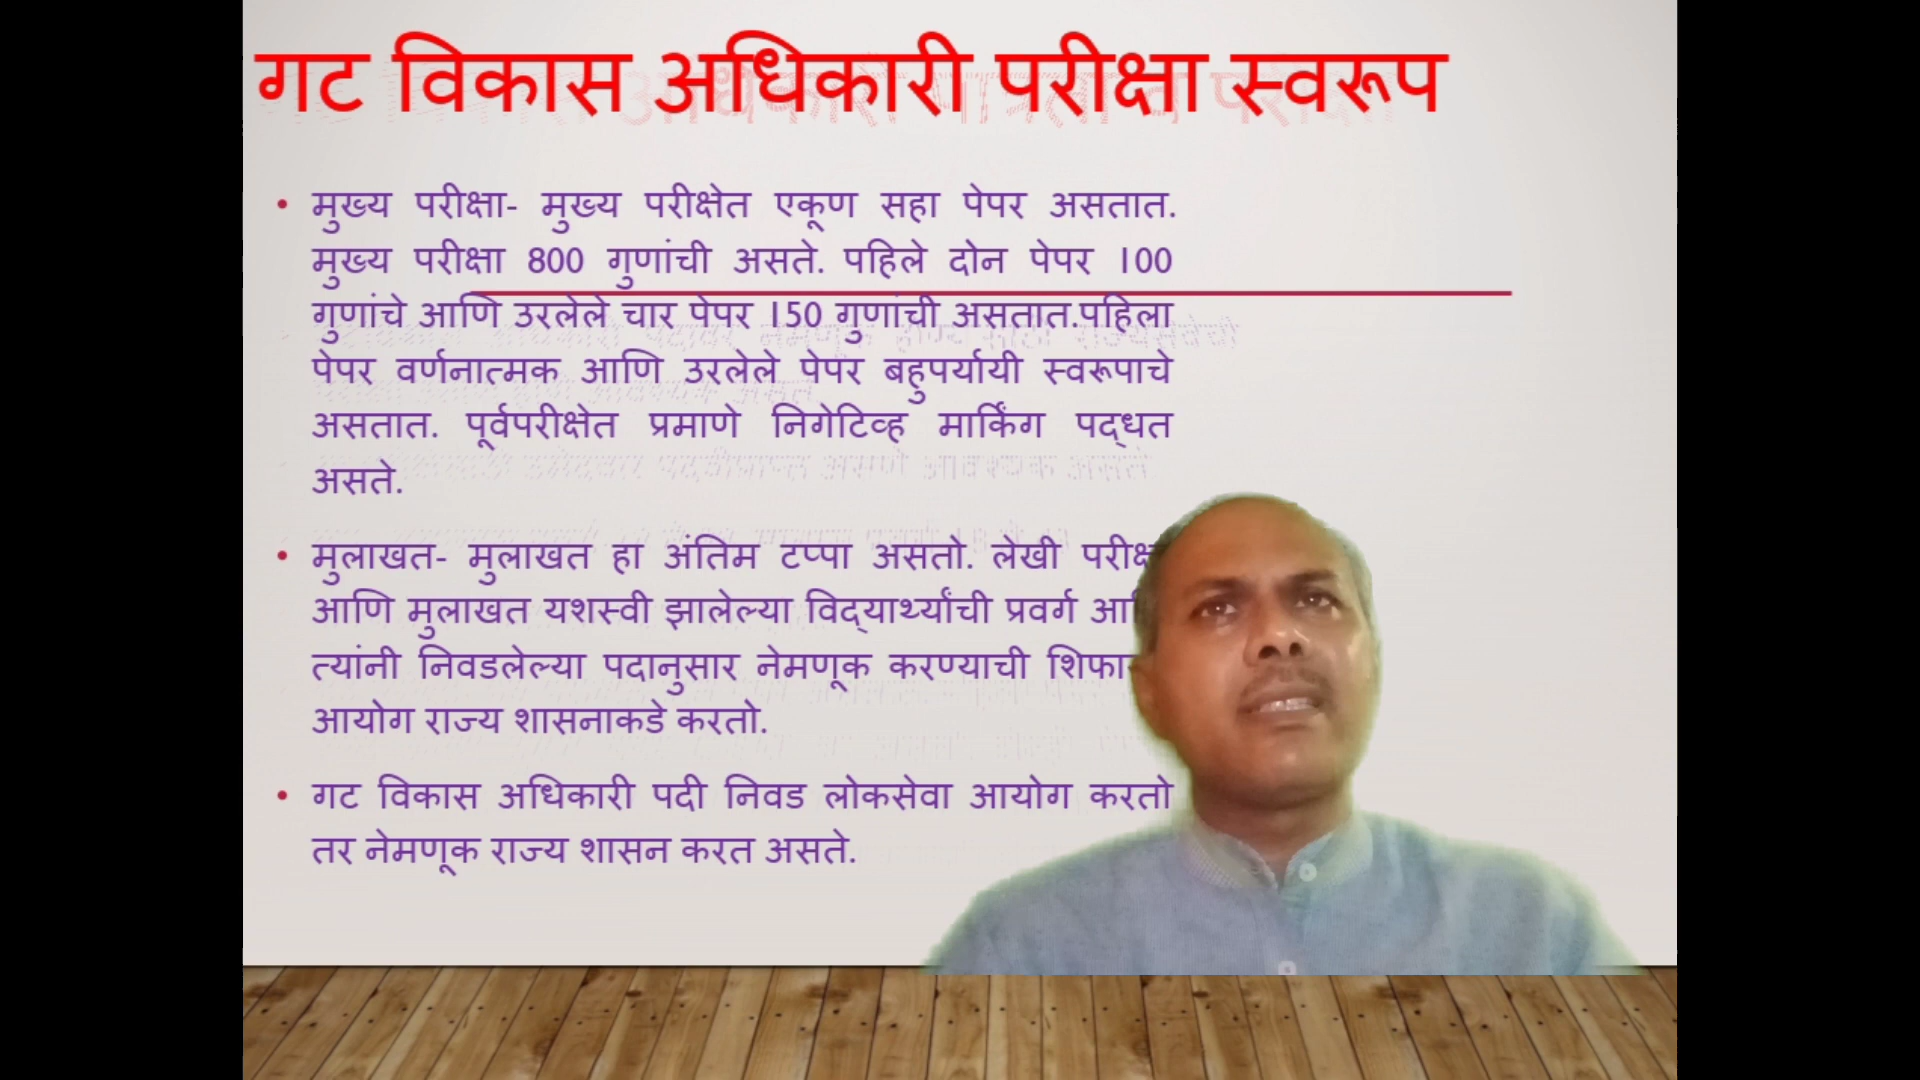 गट विकास अधिकारी परीक्षा स्वरूप
• मुख्य परीक्षा- मुख्य परीक्षेत एकूण सहा पेपर असतात.
मुख्य परीक्षा 800 गुणांची असते. पहिले दोन पेपर 100
गुणांचे आणि उरलेले चार पेपर 150 गुणांची असतात.पहिला
पेपर वर्णनात्मक आणि उरलेले पेपर बहुपर्यायी स्वरूपाचे
असतात. पूर्वपरीक्षेत प्रमाणे निगेटिव्ह मार्किंग पद्धत
असते.
• मुलाखत- मुलाखत हा अंतिम टप्पा असतो. लेखी
आणि मुलाखत यशस्वी झालेल्या विद्यार्थ्यांची प्रवर्ग
त्यांनी निवडलेल्या पदानुसार नेमणूक करण्याची
आयोग राज्य शासनाकडे करतो.
• गट विकास अधिकारी पदी निवड लोकसेवा आयोग करतो
तर नेमणूक राज्य शासन करत असते.